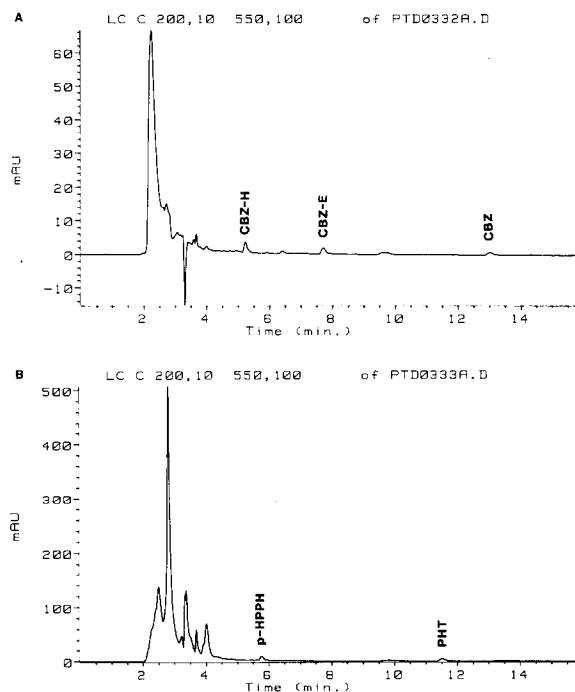 A
LC C 200,10 550,100 of PTD0332A.D
mAU
60
50
40
30
20
10
0
-10
CBZ-H
CBZ-E
CBZ
2 4 6 8 10 12 14
Time (min.)
B
LC C 200,10 550,100 of PTD0333A.D
mAU
500
400
300
200
100
0
p-HPPH
PHT
2 4 6 8 10 12 14
Time (min.)